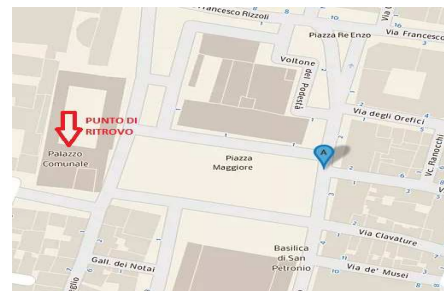 Francesco Rizzoli
Via Francesco
Piazza Re Enzo
Voltone
del Podestà
PUNTO DI
RITROVO
Via degli Orefici
Vc. Ranocchi
Palazzo
Comunale
Piazza
Maggiore
A
Via Clavature
Basilica
di San
Petronio
Gall. dei Notai
Via de' Musei